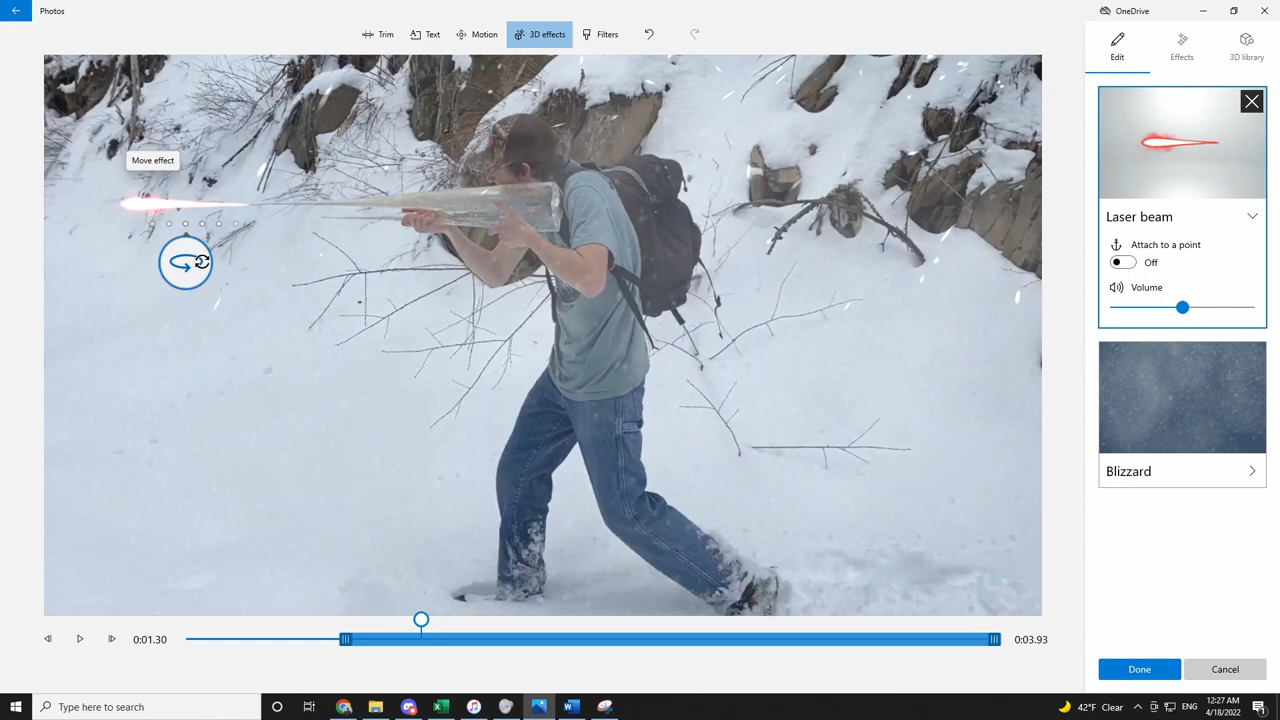 Photos
OneDrive
Trim
Text
Motion
3D effects
Filters
Edit
Effects
3D library
Move effect
Laser beam
Attach to a point
Off
Volume
Blizzard
0:01.30
0:03.93
Done
Cancel
Type here to search
42°F Clear
ENG
12:27 AM
4/18/2022